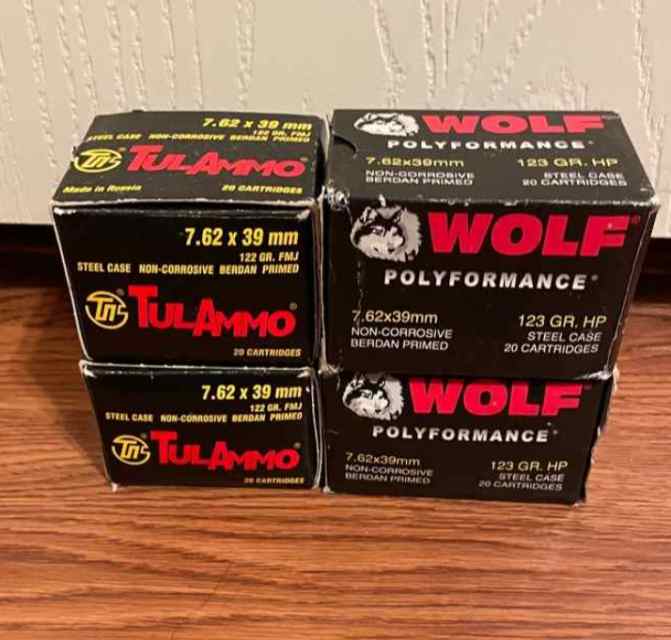 7.62 x 39 mm
122 GR. FMJ
STEEL CASE NON-CORROSIVE BERDAN PRIMED
TULAMMO®
Made in Russia
20 CARTRIDGES
7.62 x 39 mm
122 GR. FMJ
STEEL CASE NON-CORROSIVE BERDAN PRIMED
TULAMMO®
20 CARTRIDGES
7.62 x 39 mm
122 GR. FMJ
STEEL CASE NON-CORROSIVE BERDAN PRIMED
TULAMMO®
20 CARTRIDGES
WOLF®
POLYFORMANCE®
7.62x39mm 123 GR. HP
NON-CORROSIVE STEEL CASE
BERDAN PRIMED 20 CARTRIDGES
WOLF®
POLYFORMANCE®
7.62x39mm 123 GR. HP
NON-CORROSIVE STEEL CASE
BERDAN PRIMED 20 CARTRIDGES
WOLF
POLYFORMANCE®
7.62x39mm 123 GR. HP
NON-CORROSIVE STEEL CASE
BERDAN PRIMED 20 CARTRIDGES